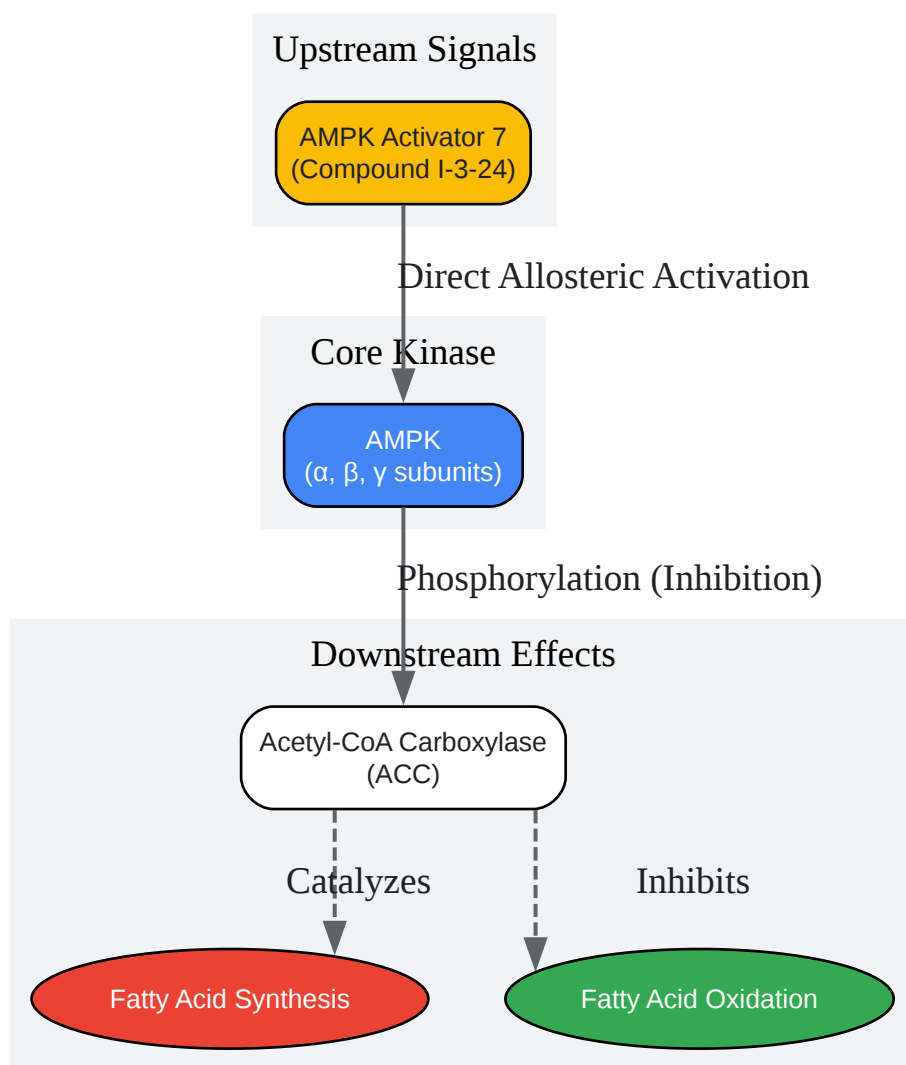 Upstream Signals
AMPK Activator 7
(Compound I-3-24)
Direct Allosteric Activation
Core Kinase
AMPK
(α, β, γ subunits)
Phosphorylation (Inhibition)
Downstream Effects
Acetyl-CoA Carboxylase
(ACC)
Catalyzes
Inhibits
Fatty Acid Synthesis
Fatty Acid Oxidation